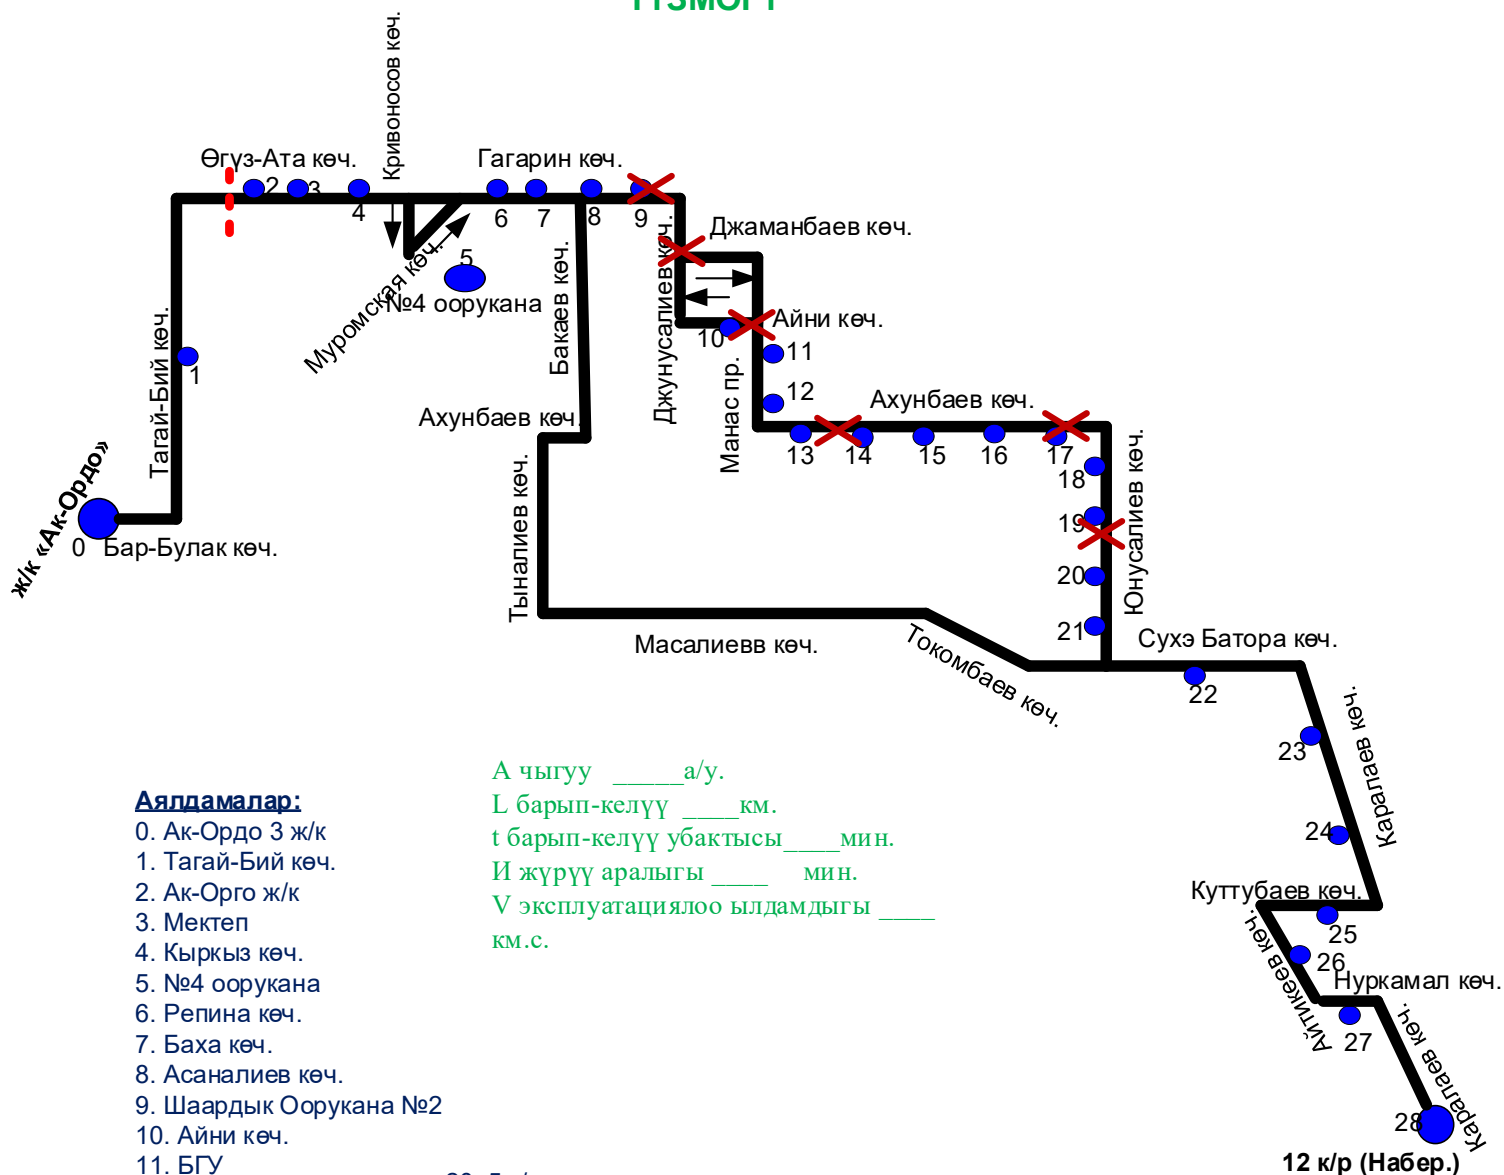 Кривоносов көч.
Өгүз-Ата көч.
Гагарин көч.
2
3
4
6
7
8
9
Джаманбаев көч.
5
№4 оорукана
Муромская көч.
Бакаев көч.
Джунусалиев көч.
10
Айни көч.
11
12
Манас пр.
Тагай-Бий көч.
1
Ахунбаев көч.
Ахунбаев көч.
13
14
15
16
17
18
19
20
21
Юнусалиев көч.
ж/к «Ак-Ордо»
0
Бар-Булак көч.
Тыналиев көч.
Масалиевв көч.
Токомбаев көч.
Сухэ Батора көч.
22
23
24
Каралаев көч.
Куттубаев көч.
25
26
Айтикеев көч.
Нуркамал көч.
27
Каралаев көч.
28
12 к/р (Набер.)
А чыгуу _____а/у.
L барып-келүү ____км.
t барып-келүү убактысы____мин.
И жүрүү аралыгы ____ мин.
V эксплуатациялоо ылдамдыгы ____
км.с.
Аялдамалар:
0. Ак-Ордо 3 ж/к
1. Тагай-Бий көч.
2. Ак-Орго ж/к
3. Мектеп
4. Кыркыз көч.
5. №4 оорукана
6. Репина көч.
7. Баха көч.
8. Асаналиев көч.
9. Шаардык Оорукана №2
10. Айни көч.
11. БГУ